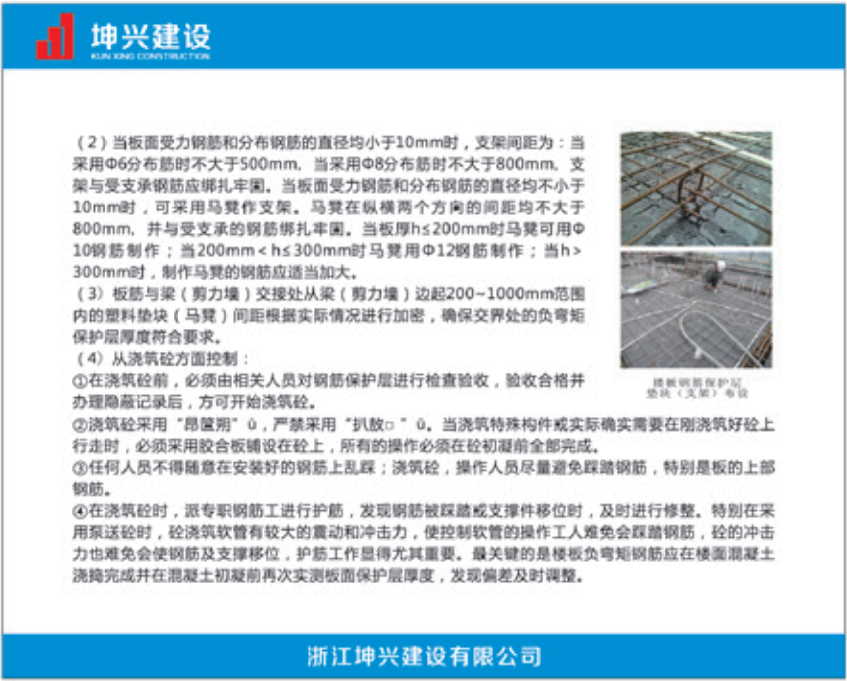 坤兴建设
KUN XING CONSTRUCTION
（2）当板面受力钢筋和分布钢筋的直径均小于10mm时，支架间距为：当
采用Φ6分布筋时不大于500mm，当采用Φ8分布筋时不大于800mm，支
架与受支承钢筋应绑扎牢固。当板面受力钢筋和分布钢筋的直径均不小于
10mm时，可采用马凳作支架。马凳在纵横两个方向的间距均不大于
800mm，并与受支承的钢筋绑扎牢固。当板厚h≤200mm时马凳可用Φ
10钢筋制作；当200mm＜h≤300mm时马凳用Φ12钢筋制作；当h＞
300mm时，制作马凳的钢筋应适当加大。
（3）板筋与梁（剪力墙）交接处从梁（剪力墙）边起200~1000mm范围
内的塑料垫块（马凳）间距根据实际情况进行加密，确保交界处的负弯矩
保护层厚度符合要求。
（4）从浇筑砼方面控制：
①在浇筑砼前，必须由相关人员对钢筋保护层进行检查验收，验收合格并
办理隐蔽记录后，方可开始浇筑砼。
楼板钢筋保护层
垫块（支架）布设
②浇筑砼采用“昂箧朔”û，严禁采用“扒敖□ ”û。当浇筑特殊构件或实际确实需要在刚浇筑好砼上
行走时，必须采用胶合板铺设在砼上，所有的操作必须在砼初凝前全部完成。
③任何人员不得随意在安装好的钢筋上乱踩；浇筑砼，操作人员尽量避免踩踏钢筋，特别是板的上部
钢筋。
④在浇筑砼时，派专职钢筋工进行护筋，发现钢筋被踩踏或支撑件移位时，及时进行修整。特别在采
用泵送砼时，砼浇筑软管有较大的震动和冲击力，使控制软管的操作工人难免会踩踏钢筋，砼的冲击
力也难免会使钢筋及支撑移位，护筋工作显得尤其重要。最关键的是楼板负弯矩钢筋应在楼面混凝土
浇捣完成并在混凝土初凝前再次实测板面保护层厚度，发现偏差及时调整。
浙江坤兴建设有限公司